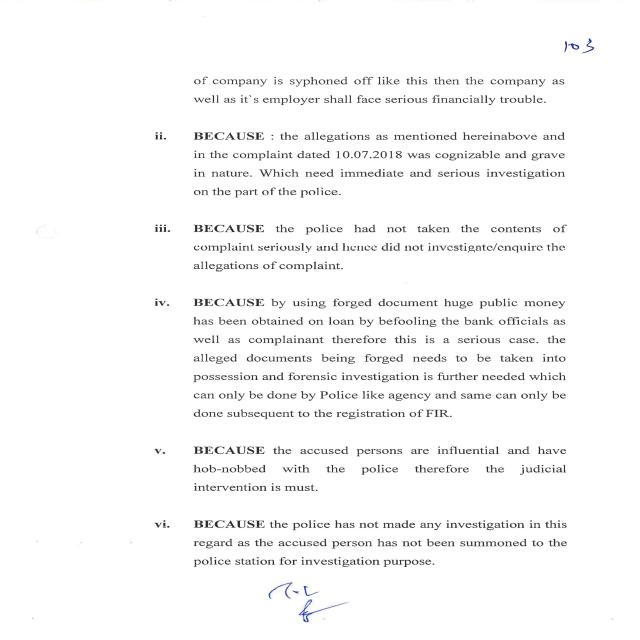 103
of company is syphoned off like this then the company as
well as it`s employer shall face serious financially trouble.
ii. BECAUSE : the allegations as mentioned hereinabove and
in the complaint dated 10.07.2018 was cognizable and grave
in nature. Which need immediate and serious investigation
on the part of the police.
iii. BECAUSE the police had not taken the contents of
complaint seriously and hence did not investigate/enquire the
allegations of complaint.
iv. BECAUSE by using forged document huge public money
has been obtained on loan by befooling the bank officials as
well as complainant therefore this is a serious case. the
alleged documents being forged needs to be taken into
possession and forensic investigation is further needed which
can only be done by Police like agency and same can only be
done subsequent to the registration of FIR.
v. BECAUSE the accused persons are influential and have
hob-nobbed with the police therefore the judicial
intervention is must.
vi. BECAUSE the police has not made any investigation in this
regard as the accused person has not been summoned to the
police station for investigation purpose.